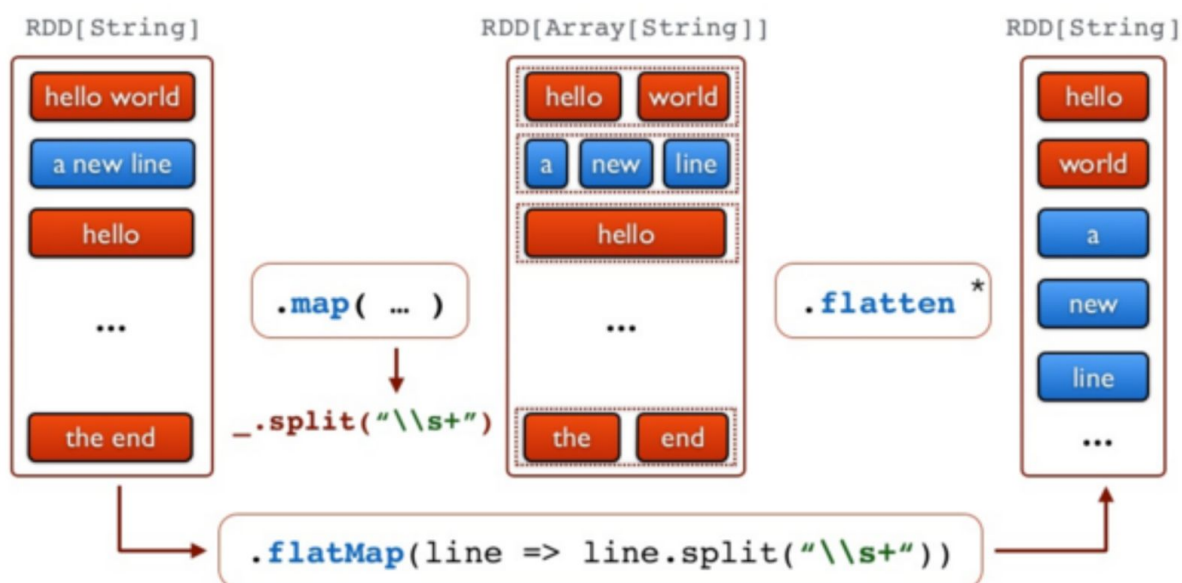 RDD[String]
RDD[Array[String]]
RDD[String]
hello world
a new line
hello
...
the end
.map( … )
_.split(“\\s+”)
hello world
a new line
hello
...
the end
.flatten *
hello
world
a
new
line
...
.flatMap(line => line.split(“\\s+“))